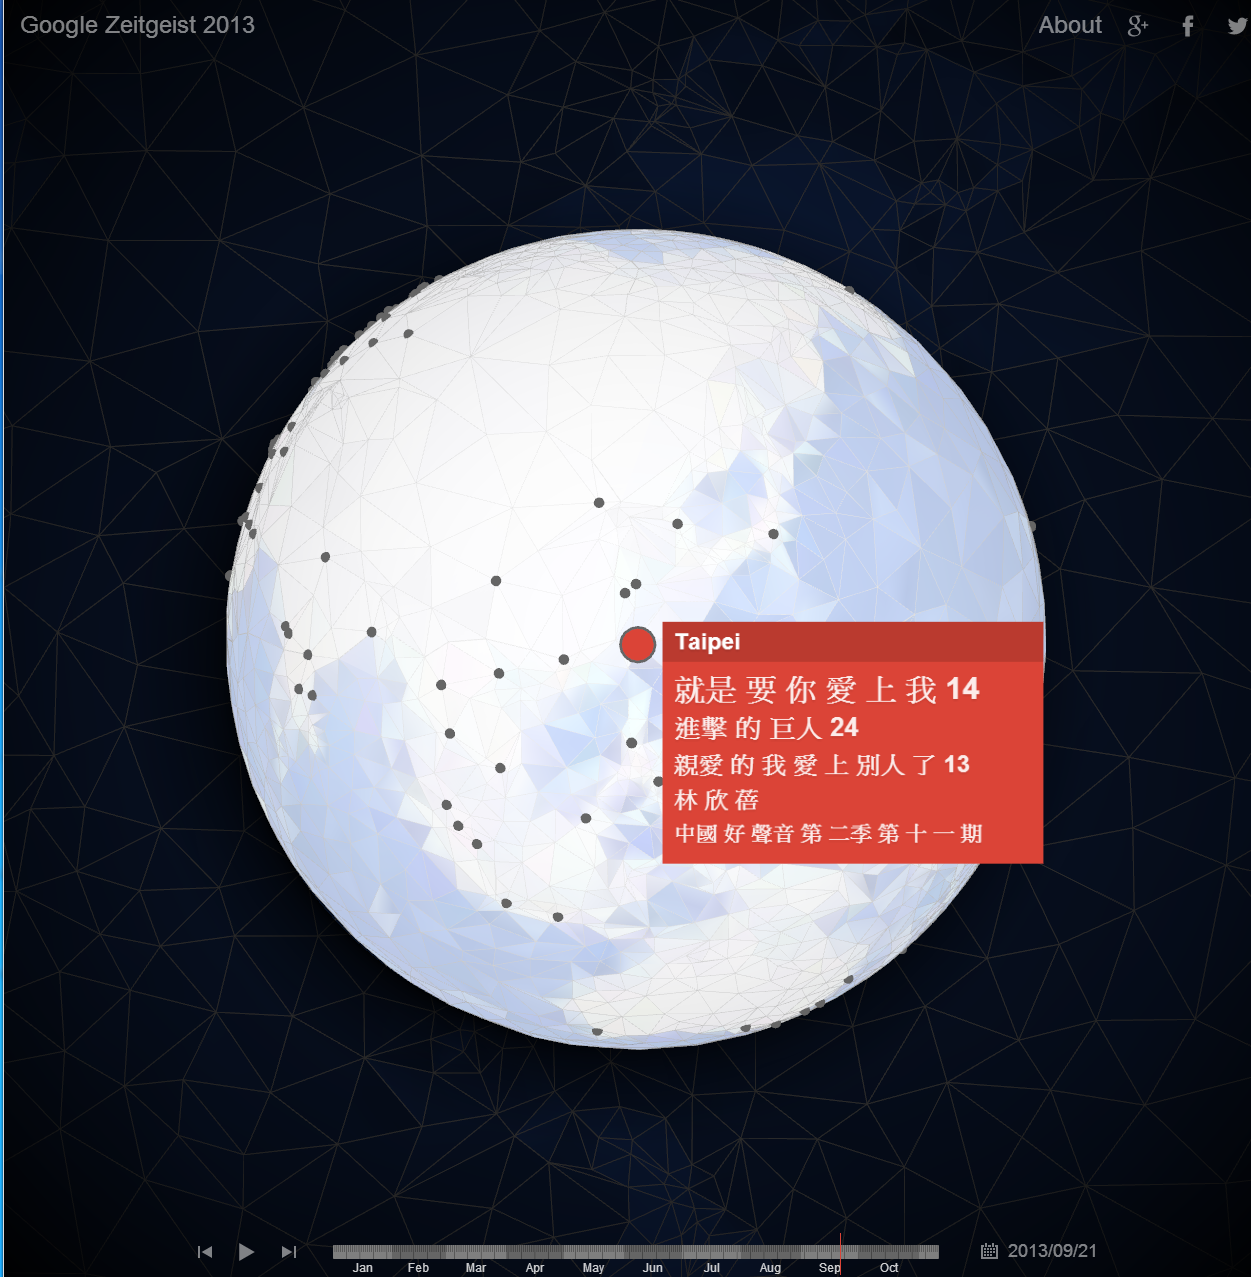 Google Zeitgeist 2013
About
Taipei
就是 要 你 愛 上 我 14
進擊 的 巨人 24
親愛 的 我 愛 上 別人 了 13
林 欣 蓓
中國 好 聲音 第 二季 第 十 一 期
Jan Feb Mar Apr May Jun Jul Aug Sep Oct
2013/09/21